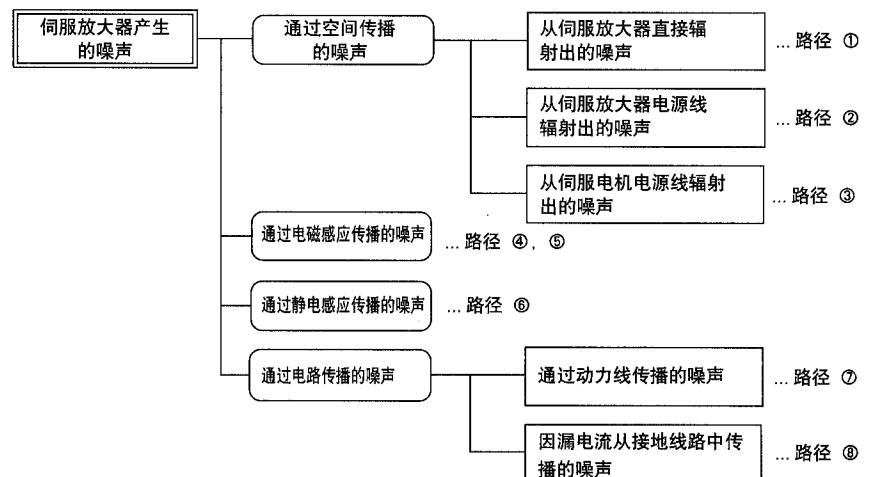 伺服放大器产生
的噪声
通过空间传播
的噪声
从伺服放大器直接辐
射出的噪声
... 路径 ①
从伺服放大器电源线
辐射出的噪声
... 路径 ②
从伺服电机电源线辐射
出的噪声
... 路径 ③
通过电磁感应传播的噪声
... 路径 ④, ⑤
通过静电感应传播的噪声
... 路径 ⑥
通过电路传播的噪声
通过动力线传播的噪声
... 路径 ⑦
因漏电流从接地线路中传
播的噪声
... 路径 ⑧